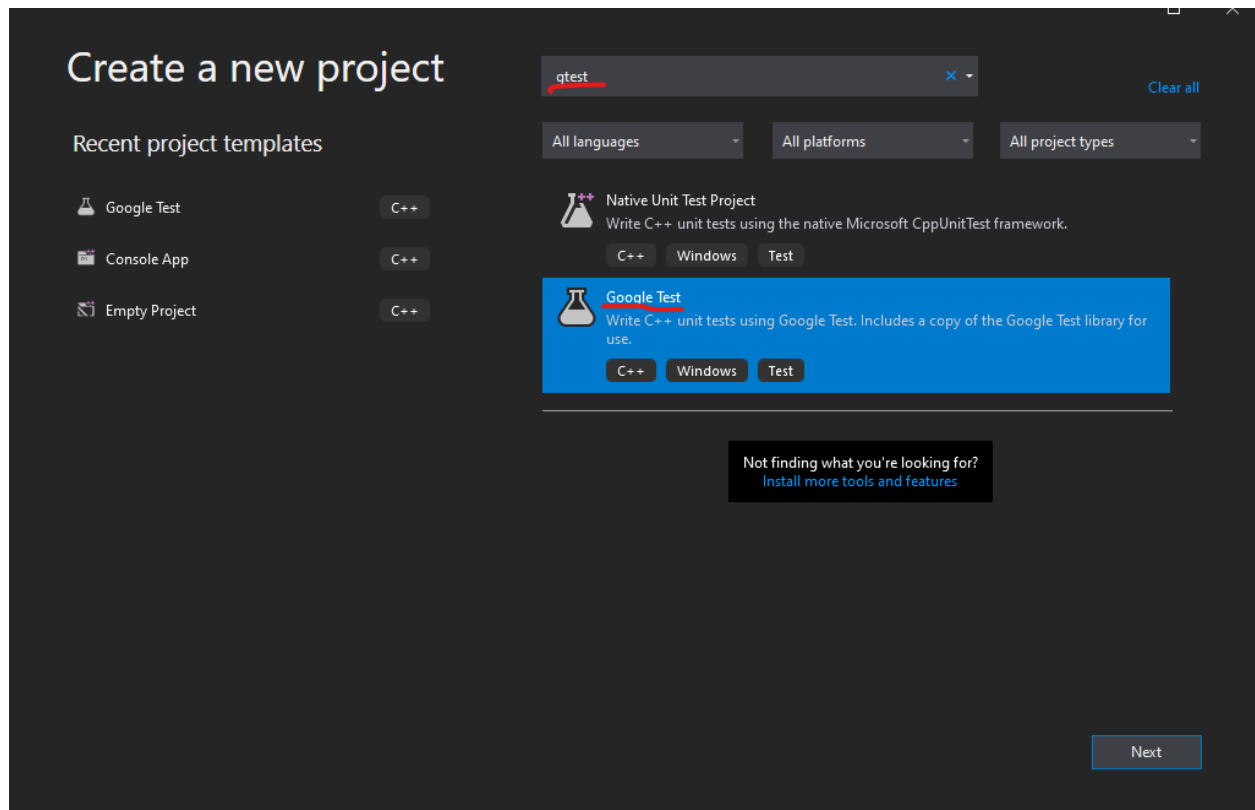 Create a new project
gtest
Clear all
Recent project templates
All languages
All platforms
All project types
Google Test
C++
Console App
C++
Empty Project
C++
Native Unit Test Project
Write C++ unit tests using the native Microsoft CppUnitTest framework.
C++ Windows Test
Google Test
Write C++ unit tests using Google Test. Includes a copy of the Google Test library for
use.
C++ Windows Test
Not finding what you're looking for?
Install more tools and features
Next